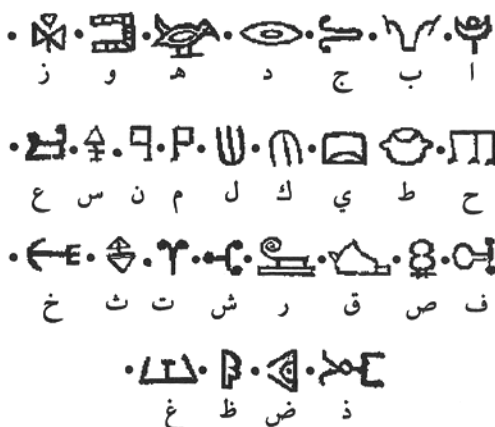 ا ب ج د ﻫ و ز
ح ط ي ك ل م ن س ع
ف ص ق ر ش ت ث خ
ذ ض ظ غ